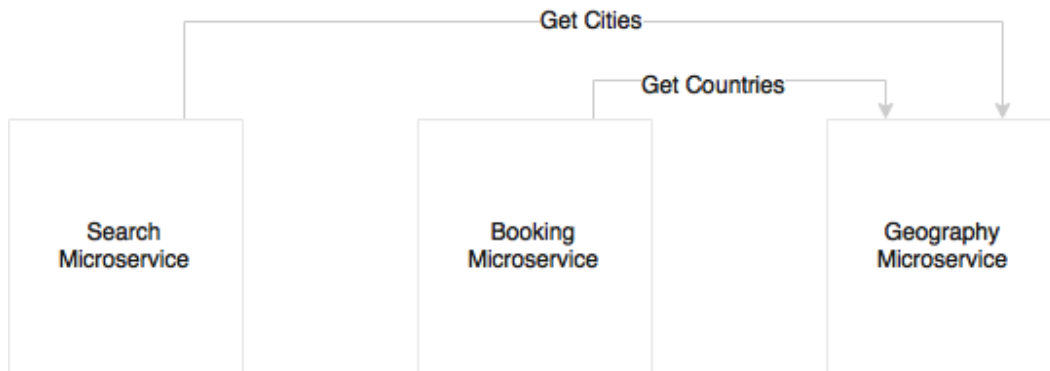 Get Cities
Get Countries
Search
Microservice
Booking
Microservice
Geography
Microservice